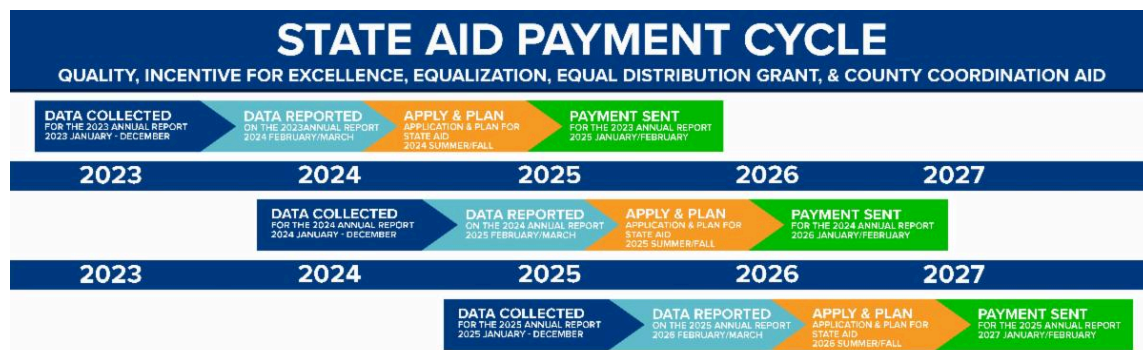 STATE AID PAYMENT CYCLE
QUALITY, INCENTIVE FOR EXCELLENCE, EQUALIZATION, EQUAL DISTRIBUTION GRANT, & COUNTY COORDINATION AID
DATA COLLECTED
FOR THE 2023 ANNUAL REPORT
2023 JANUARY - DECEMBER
DATA REPORTED
ON THE 2023ANNUAL REPORT
2024 FEBRUARY/MARCH
APPLY & PLAN
APPLICATION & PLAN FOR
STATE AID
2024 SUMMER/FALL
PAYMENT SENT
FOR THE 2023 ANNUAL REPORT
2025 JANUARY/FEBRUARY
2023 2024 2025 2026 2027
DATA COLLECTED
FOR THE 2024 ANNUAL REPORT
2024 JANUARY - DECEMBER
DATA REPORTED
ON THE 2024 ANNUAL REPORT
2025 FEBRUARY/MARCH
APPLY & PLAN
APPLICATION & PLAN FOR
STATE AID
2025 SUMMER/FALL
PAYMENT SENT
FOR THE 2024 ANNUAL REPORT
2026 JANUARY/FEBRUARY
2023 2024 2025 2026 2027
DATA COLLECTED
FOR THE 2025 ANNUAL REPORT
2025 JANUARY - DECEMBER
DATA REPORTED
ON THE 2025 ANNUAL REPORT
2026 FEBRUARY/MARCH
APPLY & PLAN
APPLICATION & PLAN FOR
STATE AID
2026 SUMMER/FALL
PAYMENT SENT
FOR THE 2025 ANNUAL REPORT
2027 JANUARY/FEBRUARY